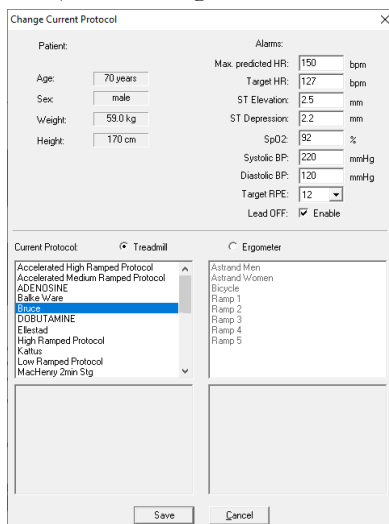 Change Current Protocol
Patient:
Age: 70 years
Sex: male
Weight: 59.0 kg
Height: 170 cm
Alarms:
Max. predicted HR: 150 bpm
Target HR: 127 bpm
ST Elevation: 2.5 mm
ST Depression: 2.2 mm
SpO2: 92 %
Systolic BP: 220 mmHg
Diastolic BP: 120 mmHg
Target RPE: 12
Lead OFF: Enable
Current Protocol: Treadmill
Accelerated High Ramped Protocol
Accelerated Medium Ramped Protocol
ADENOSINE
Balke Ware
Bruce
DOBUTAMINE
Ellestad
High Ramped Protocol
Kattus
Low Ramped Protocol
MacHenry 2min Stg
Ergometer
Astrand Men
Astrand Women
Bicycle
Ramp 1
Ramp 2
Ramp 3
Ramp 4
Ramp 5
Save
Cancel